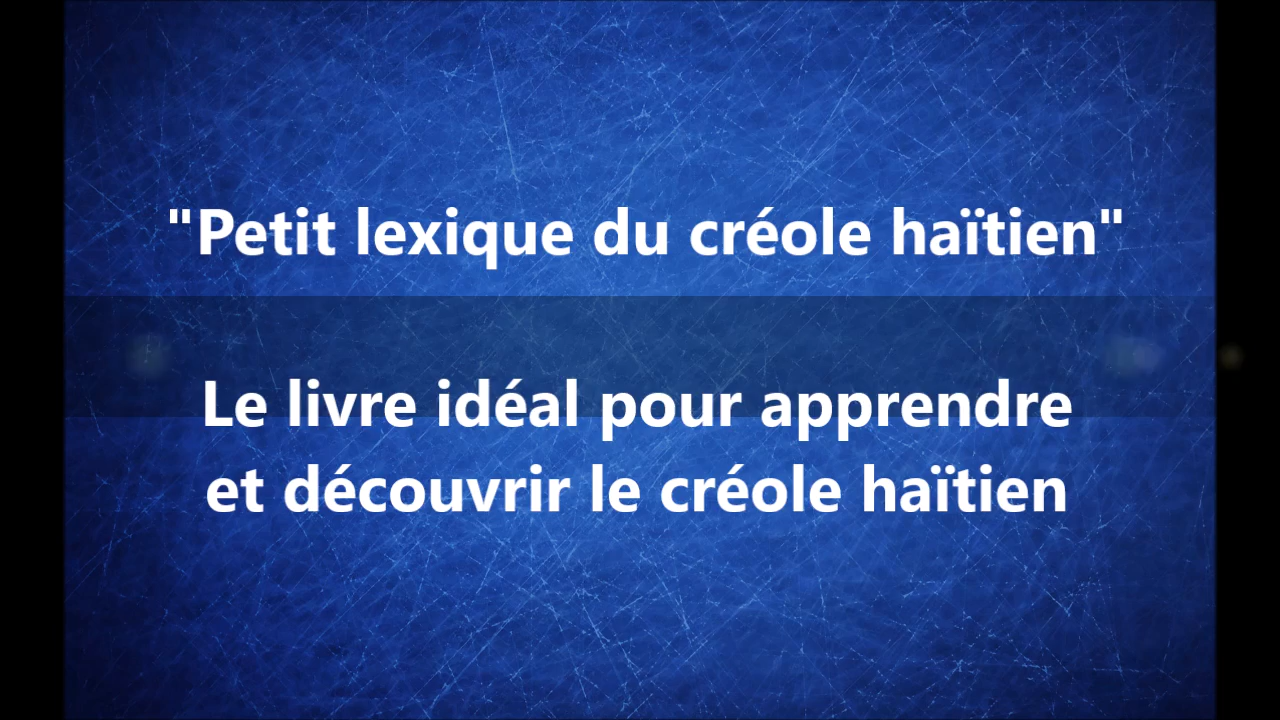 "Petit lexique du créole haïtien"
Le livre idéal pour apprendre
et découvrir le créole haïtien